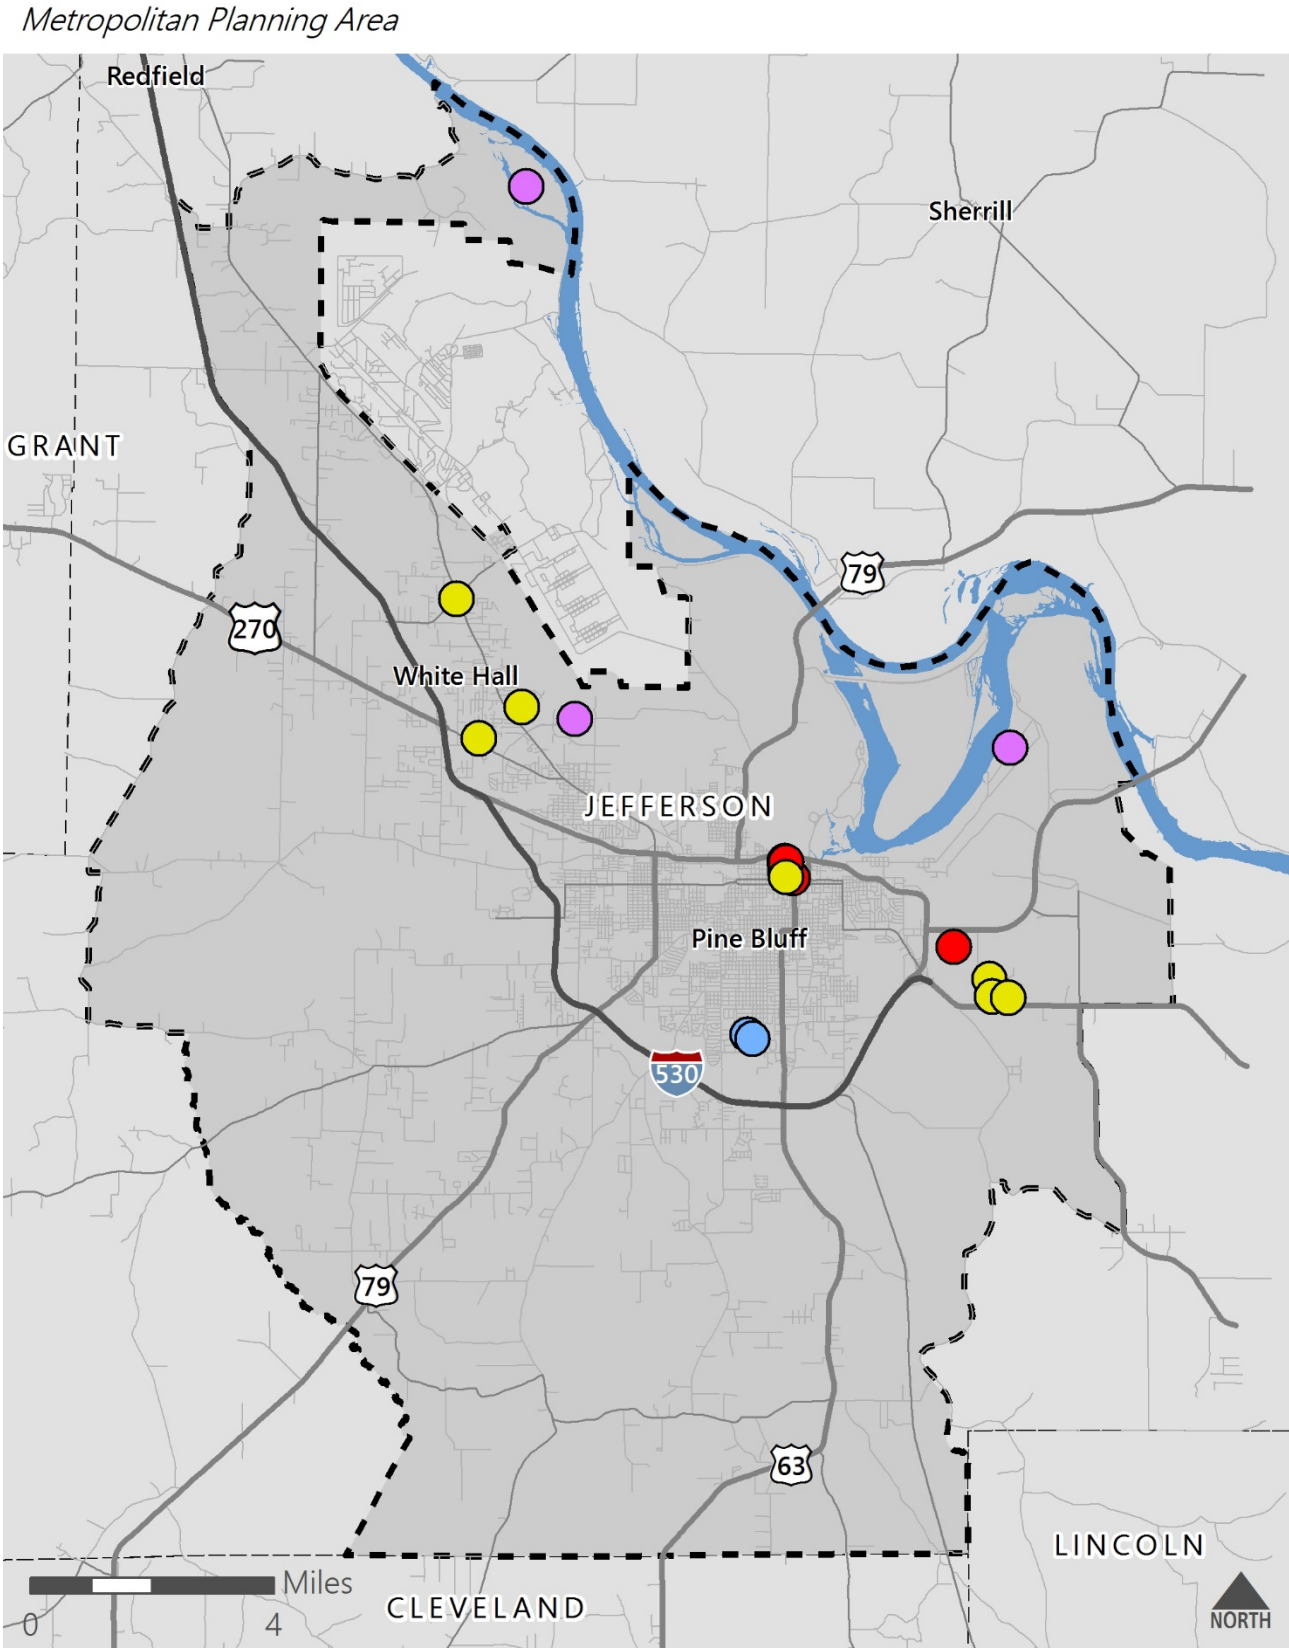 Metropolitan Planning Area
Redfield
Sherrill
GRANT
79
270
White Hall
JEFFERSON
Pine Bluff
530
79
63
LINCOLN
Miles
CLEVELAND
0 4
NORTH